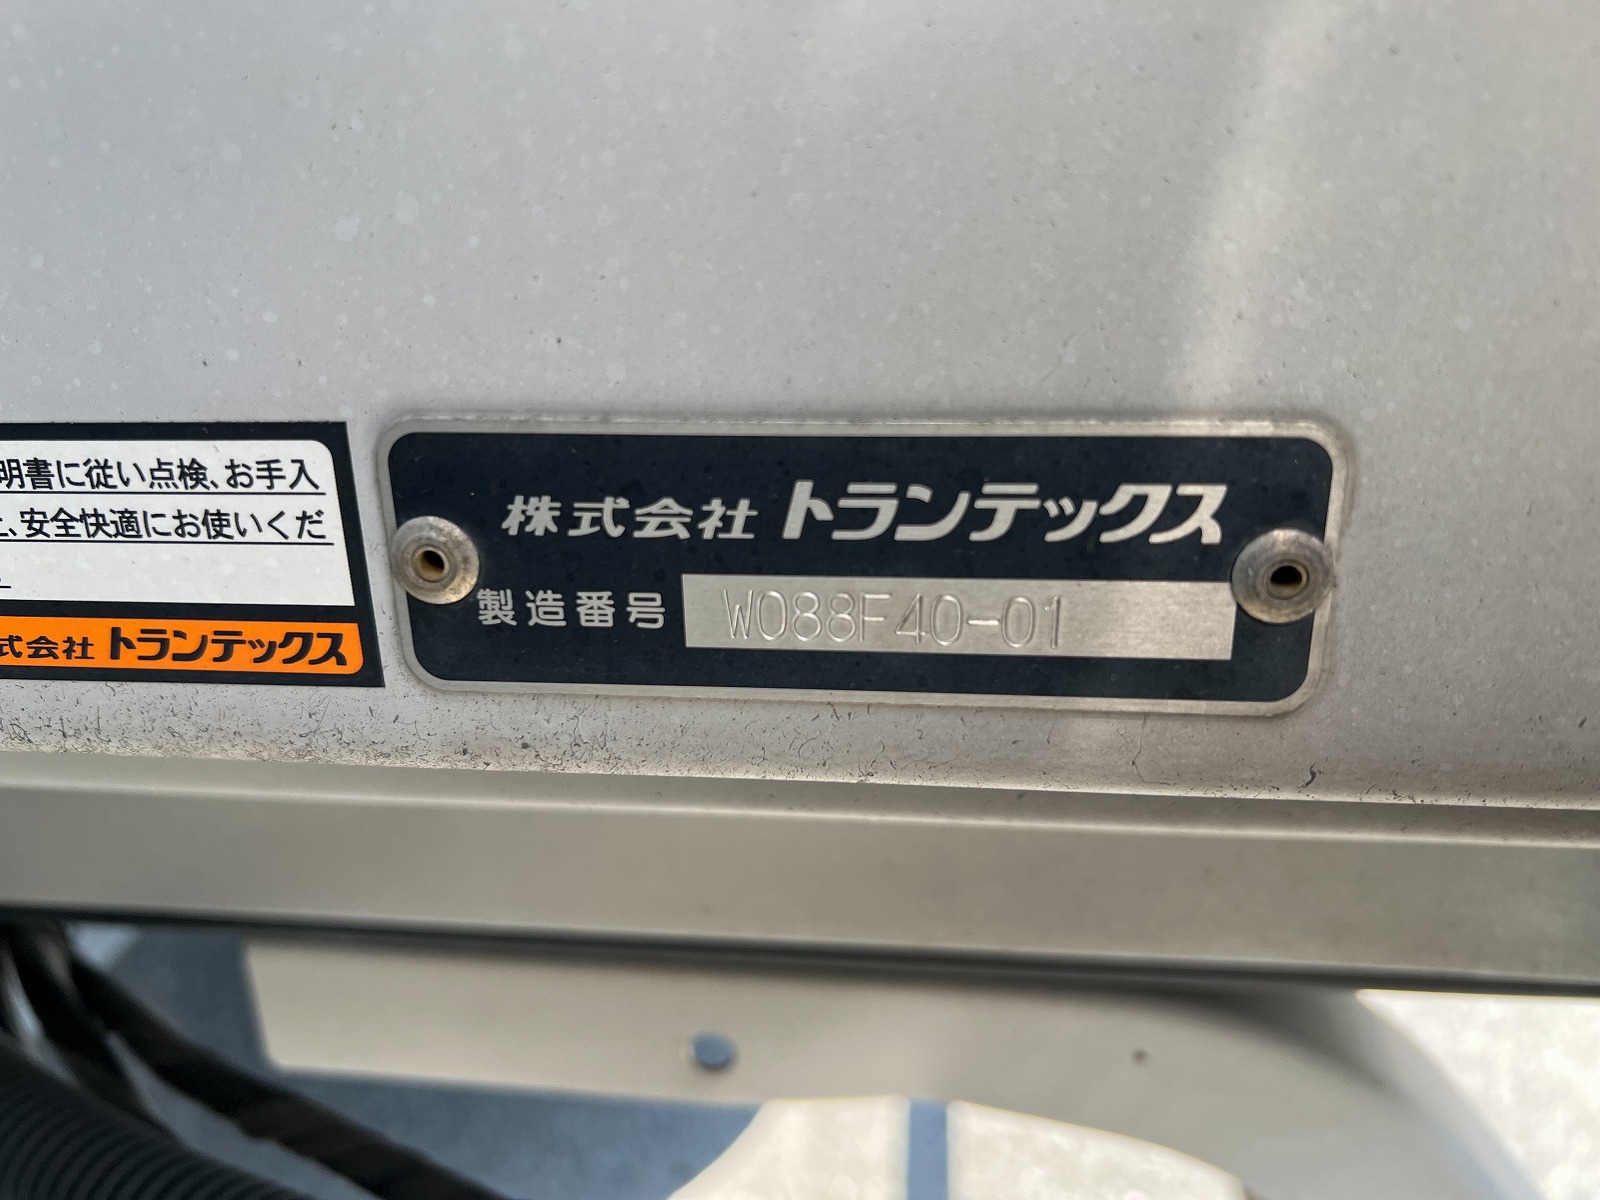 明書に従い点検、お手入
、安全快適にお使いくだ
式会社 トランテックス
株式会社 トランテックス
製造番号 W088F40-01